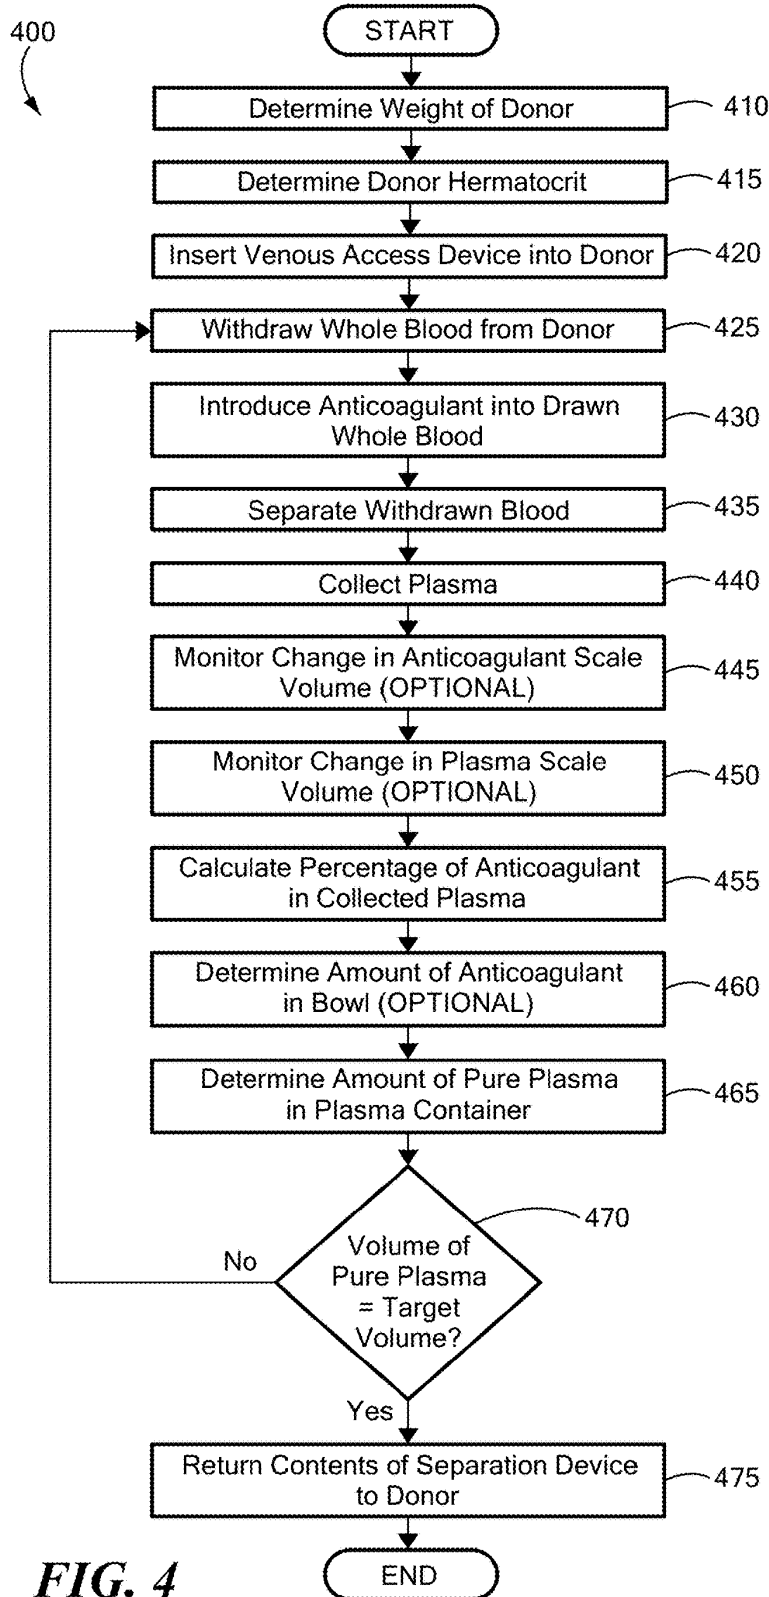 400
START
Determine Weight of Donor
410
Determine Donor Hermatocrit
415
Insert Venous Access Device into Donor
420
Withdraw Whole Blood from Donor
425
Introduce Anticoagulant into Drawn
Whole Blood
430
Separate Withdrawn Blood
435
Collect Plasma
440
Monitor Change in Anticoagulant Scale
Volume (OPTIONAL)
445
Monitor Change in Plasma Scale
Volume (OPTIONAL)
450
Calculate Percentage of Anticoagulant
in Collected Plasma
455
Determine Amount of Anticoagulant
in Bowl (OPTIONAL)
460
Determine Amount of Pure Plasma
in Plasma Container
465
470
No
Volume of
Pure Plasma
= Target
Volume?
Yes
Return Contents of Separation Device
to Donor
475
END
FIG. 4